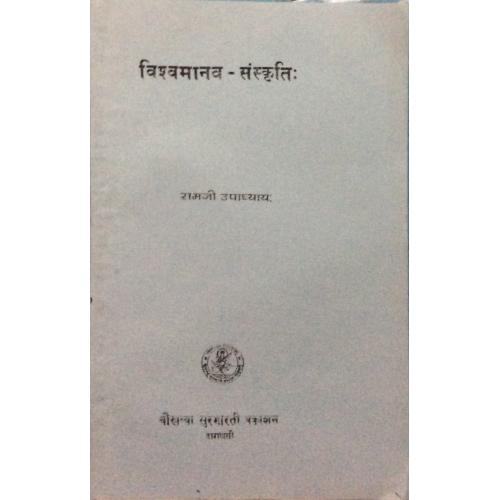 विश्वमानव - संस्कृतिः
रामजी उपाध्यायः
चौखम्बा सुरभारती प्रकाशन
वाराणसी